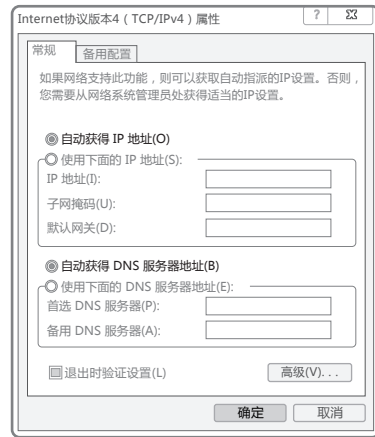 Internet协议版本4（TCP/IPv4）属性
?
常规
备用配置
如果网络支持此功能，则可以获取自动指派的IP设置。否则，
您需要从网络系统管理员处获得适当的IP设置。
自动获得 IP 地址(O)
使用下面的 IP 地址(S):
IP 地址(I):
子网掩码(U):
默认网关(D):
自动获得 DNS 服务器地址(B)
使用下面的 DNS 服务器地址(E):
首选 DNS 服务器(P):
备用 DNS 服务器(A):
退出时验证设置(L)
高级(V)...
确定
取消